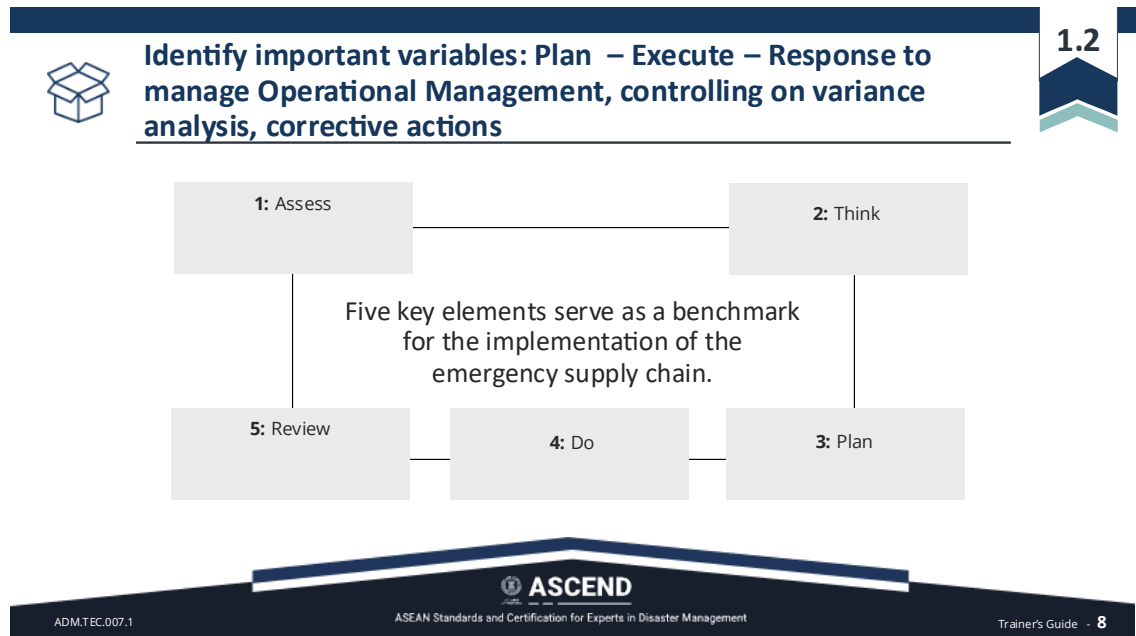 1.2
Identify important variables: Plan – Execute – Response to
manage Operational Management, controlling on variance
analysis, corrective actions
1: Assess
2: Think
Five key elements serve as a benchmark
for the implementation of the
emergency supply chain.
5: Review
4: Do
3: Plan
ASCEND
ASEAN Standards and Certification for Experts in Disaster Management
ADM.TEC.007.1
Trainer's Guide - 8